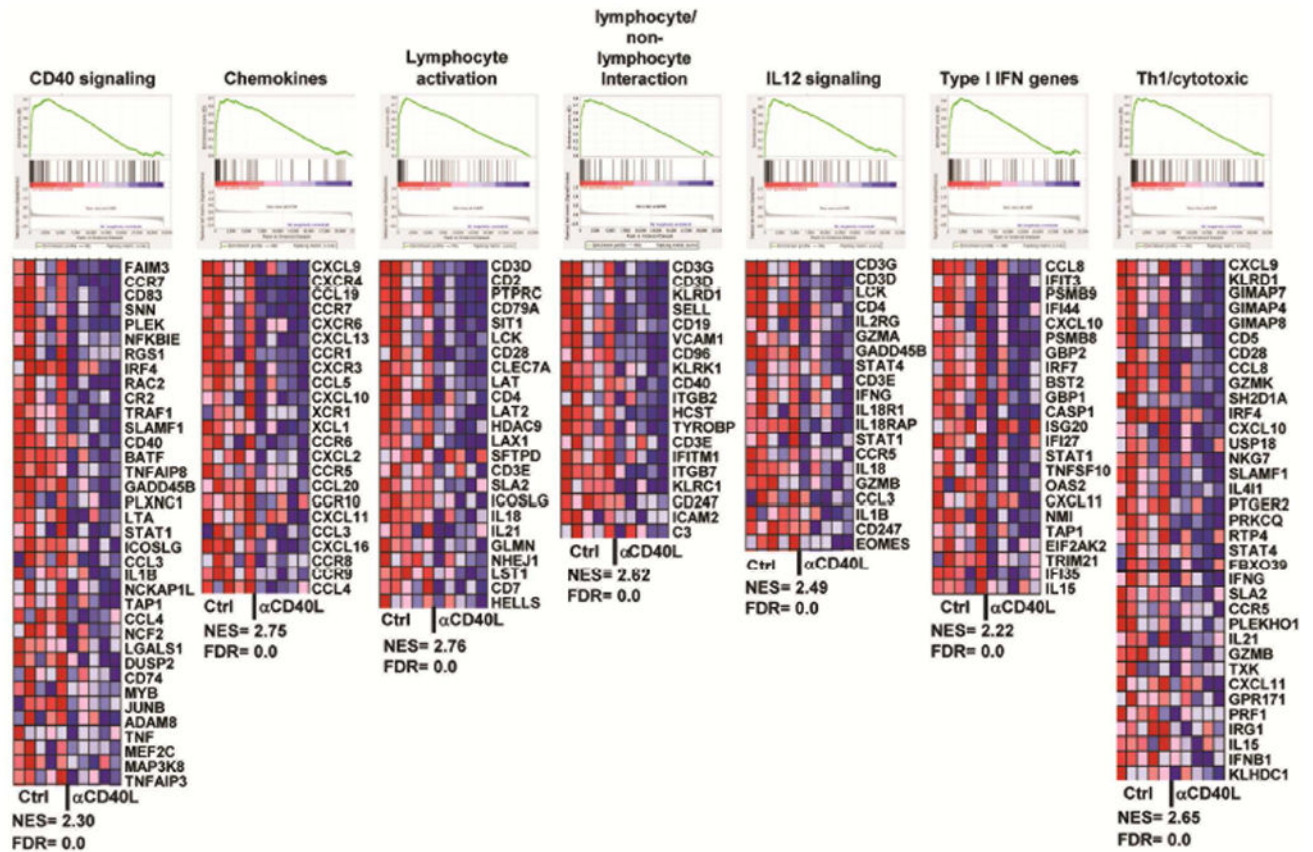 CD40 signaling
Chemokines
Lymphocyte
activation
lymphocyte/
non-
lymphocyte
Interaction
IL12 signaling
Type I IFN genes
Th1/cytotoxic
FAIM3
CCR7
CD83
SNN
PLEK
NFKBIE
RGS1
IRF4
RAC2
CR2
TRAF1
SLAMF1
CD40
BATF
TNFAIP8
GADD45B
PLXNC1
LTA
STAT1
ICOSLG
CCL3
IL1B
NCKAP1L
TAP1
CCL4
NCF2
LGALS1
DUSP2
CD74
MYB
JUNB
ADAM8
TNF
MEF2C
MAP3K8
TNFAIP3
Ctrl
αCD40L
NES= 2.30
FDR= 0.0
CXCL9
CXCR4
CCL19
CCR7
CXCR6
CXCL13
CCR1
CXCR3
CCL5
CXCL10
XCR1
XCL1
CCR6
CXCL2
CCR5
CCL20
CCR10
CXCL11
CCL3
CXCL16
CCR8
CCR9
CCL4
Ctrl
αCD40L
NES= 2.75
FDR= 0.0
CD3D
CD2
PTPRC
CD79A
SIT1
LCK
CD28
CLEC7A
LAT
CD4
LAT2
HDAC9
LAX1
SFTPD
CD3E
SLA2
ICOSLG
IL18
IL21
GLMN
NHEJ1
LST1
CD7
HELLS
Ctrl
αCD40L
NES= 2.76
FDR= 0.0
CD3G
CD3D
KLRD1
SELL
CD19
VCAM1
CD96
KLRK1
CD40
ITGB2
HCST
TYROBP
CD3E
IFITM1
ITGB7
KLRC1
CD247
ICAM2
C3
Ctrl
αCD40L
NES= 2.62
FDR= 0.0
CD3G
CD3D
LCK
CD4
IL2RG
GZMA
GADD45B
STAT4
CD3E
IFNG
IL18R1
IL18RAP
STAT1
CCR5
IL18
GZMB
CCL3
IL1B
CD247
EOMES
Ctrl
αCD40L
NES= 2.49
FDR= 0.0
CCL8
IFIT3
PSMB9
IFI44
CXCL10
PSMB8
GBP2
IRF7
BST2
GBP1
CASP1
ISG20
IFI27
STAT1
TNFSF10
OAS2
CXCL11
NMI
TAP1
EIF2AK2
TRIM21
IFI35
IL15
Ctrl
αCD40L
NES= 2.22
FDR= 0.0
CXCL9
KLRD1
GIMAP7
GIMAP4
GIMAP8
CD5
CD28
CCL8
GZMK
SH2D1A
IRF4
CXCL10
USP18
NKG7
SLAMF1
IL4I1
PTGER2
PRKCQ
RTP4
STAT4
FBXO39
IFNG
SLA2
CCR5
PLEKHO1
IL21
GZMB
TXK
CXCL11
GPR171
PRF1
IRG1
IL15
IFNB1
KLHDC1
Ctrl
αCD40L
NES= 2.65
FDR= 0.0